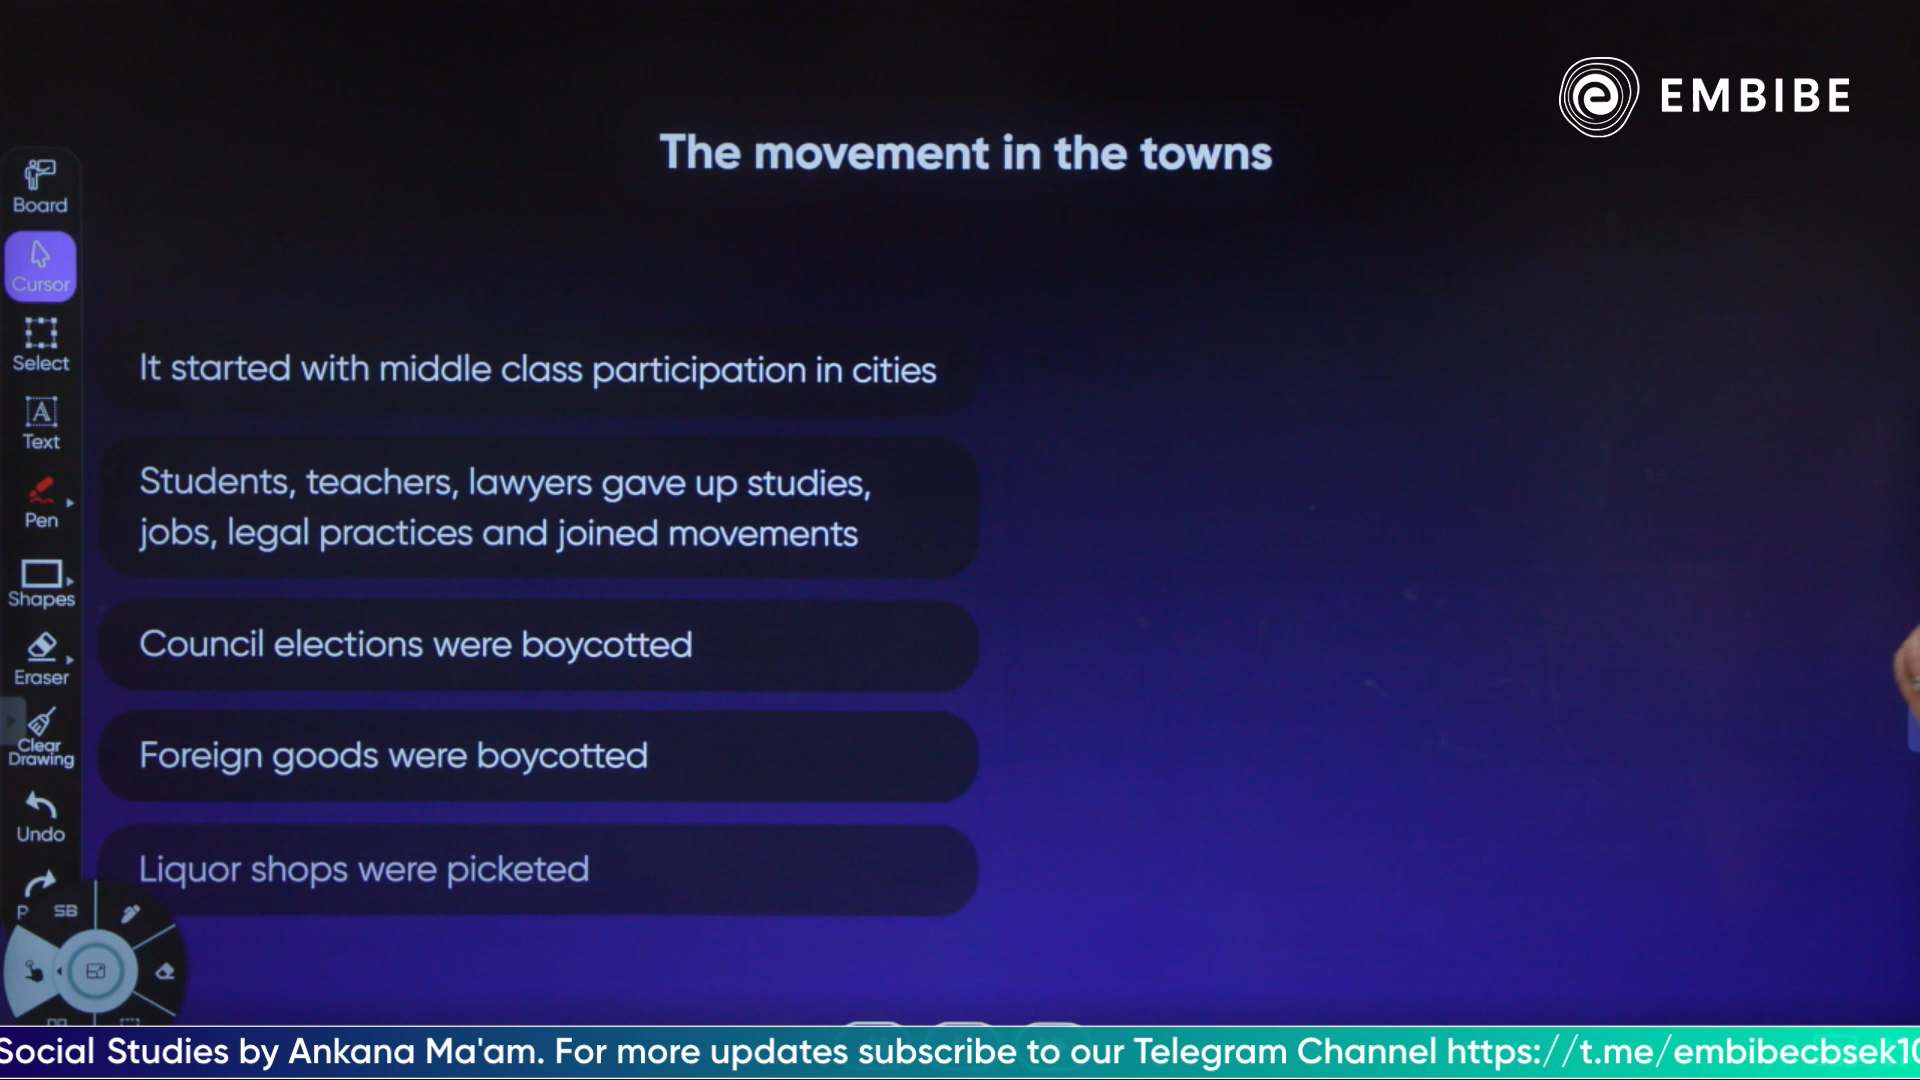 EMBIBE
The movement in the towns
Board
Cursor
Select
Text
Pen
Shapes
Eraser
Clear
Drawing
Undo
It started with middle class participation in cities
Students, teachers, lawyers gave up studies,
jobs, legal practices and joined movements
Council elections were boycotted
Foreign goods were boycotted
Liquor shops were picketed
SB
Social Studies by Ankana Ma'am. For more updates subscribe to our Telegram Channel https://t.me/embibecbsek10